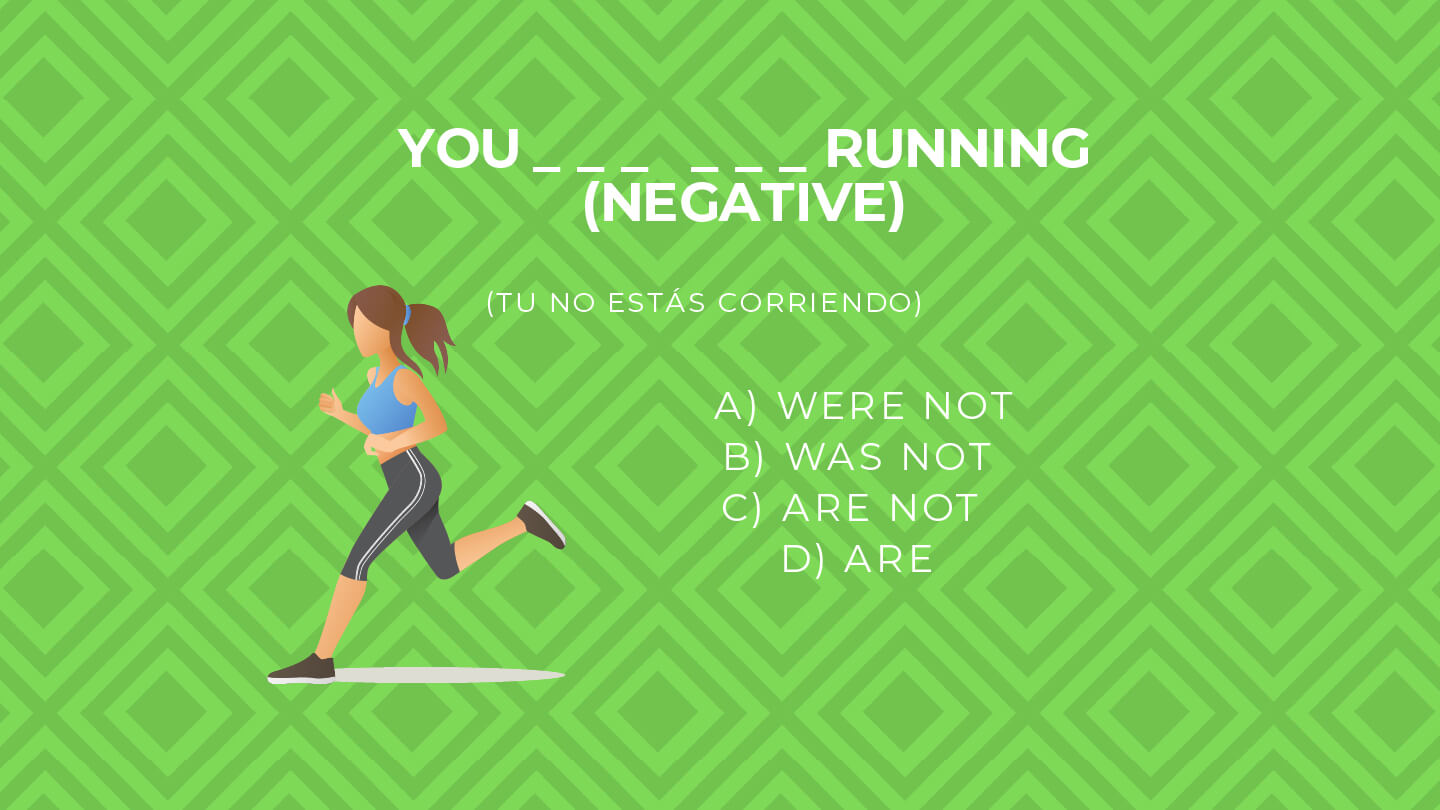 YOU _ _ _  _ _ _ RUNNING
(NEGATIVE)
(TU NO ESTÁS CORRIENDO)
A) WERE NOT
B) WAS NOT
C) ARE NOT
D) ARE